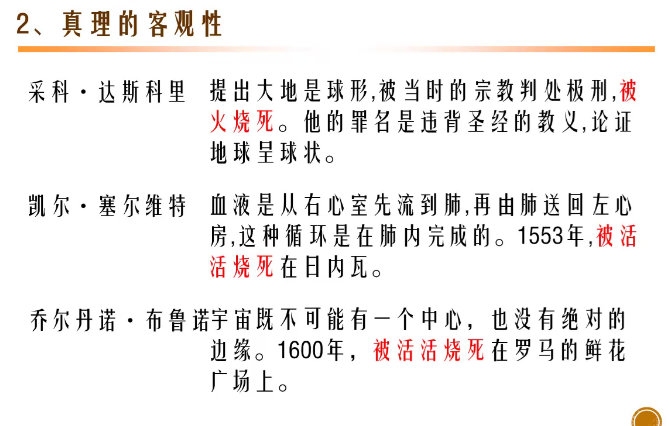 2、真理的客观性
采科·达斯科里 提出大地是球形,被当时的宗教判处极刑,被
火烧死。他的罪名是违背圣经的教义,论证
地球呈球状。
凯尔·塞尔维特 血液是从右心室先流到肺,再由肺送回左心
房,这种循环是在肺内完成的。1553年,被活
活烧死在日内瓦。
乔尔丹诺·布鲁诺宇宙既不可能有一个中心，也没有绝对的
边缘。1600年，被活活烧死在罗马的鲜花
广场上。